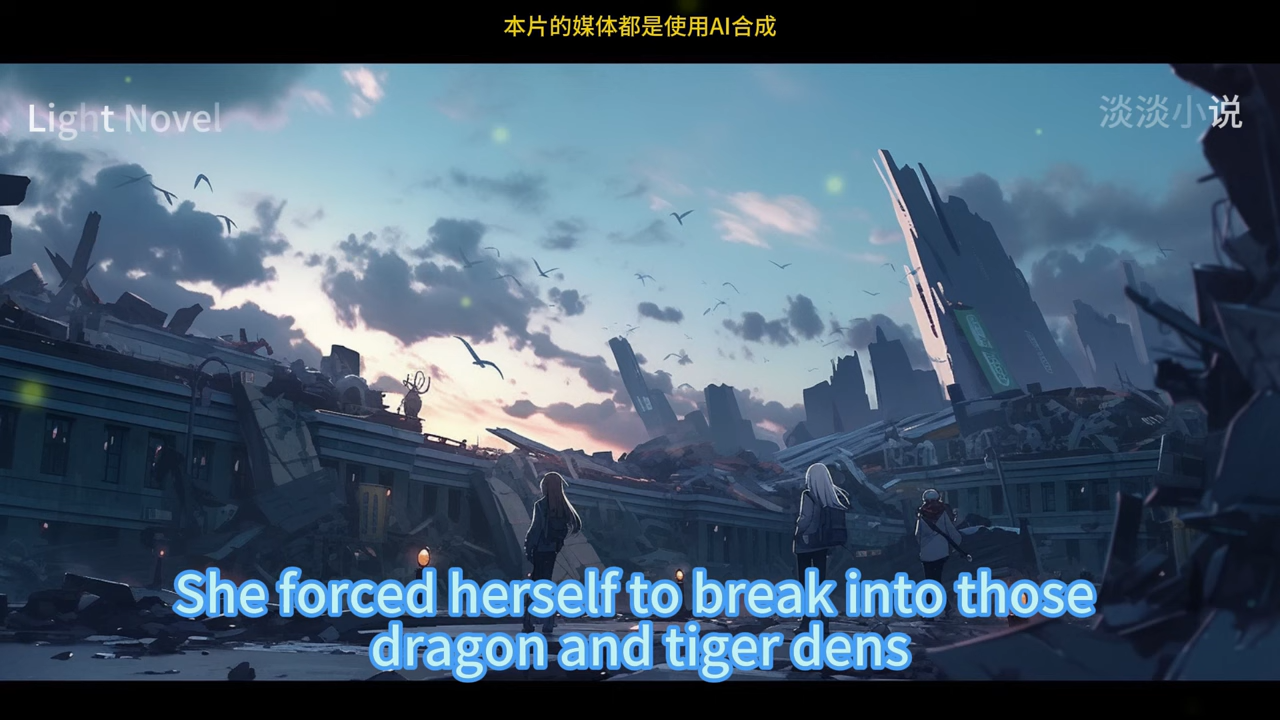 本片的媒体都是使用AI合成
Light Novel
淡淡小说
She forced herself to break into those
dragon and tiger dens